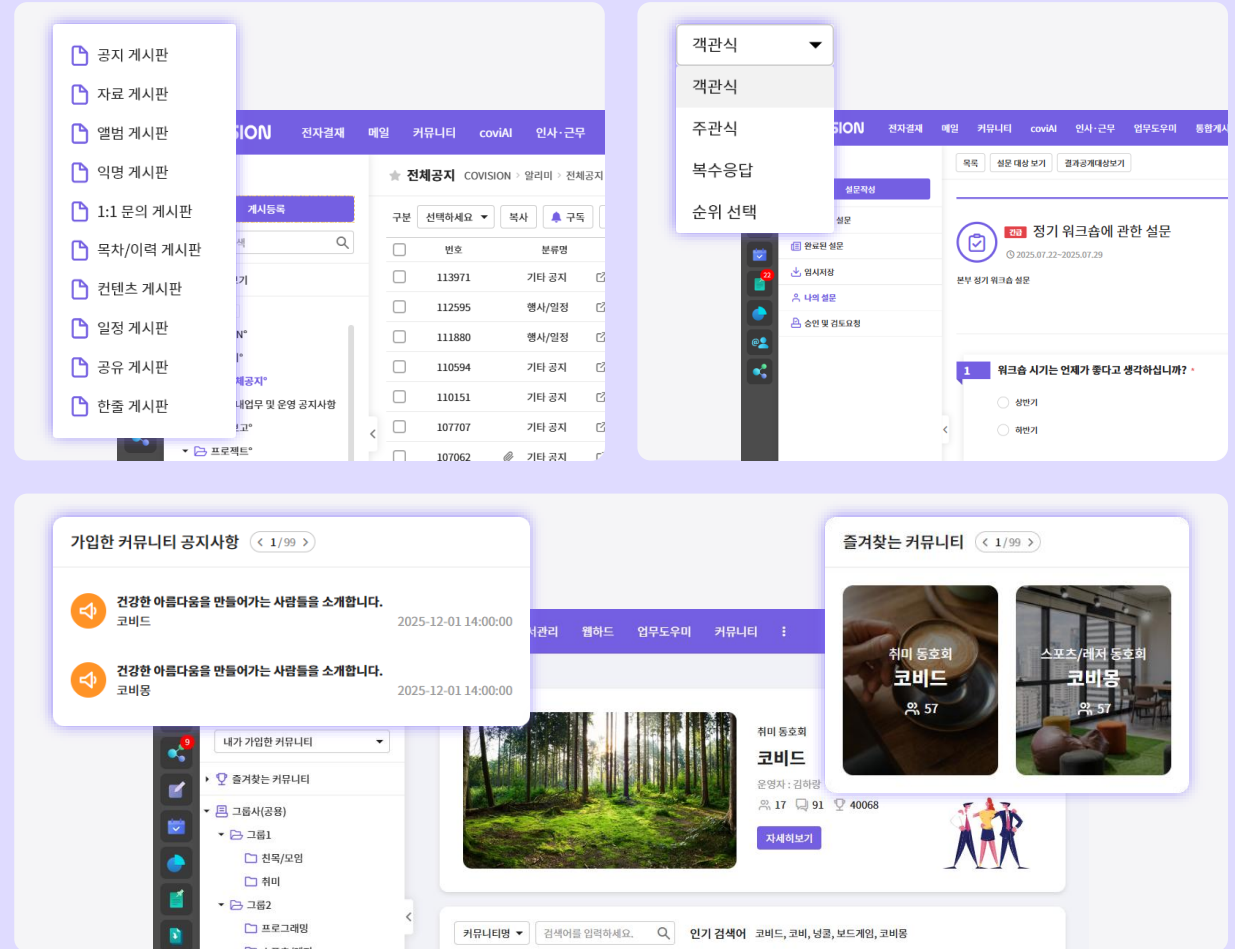 공지 게시판
자료 게시판
앨범 게시판
익명 게시판
1:1 문의 게시판
목차/이력 게시판
컨텐츠 게시판
일정 게시판
공유 게시판
한줄 게시판
전자결재 메일 커뮤니티 coviAI 인사·근무
게시등록
전체공지 COVISION > 알리미 > 전체공지
구분 선택하세요 복사 구독
번호 분류명
113971 기타 공지
112595 행사/일정
111880 행사/일정
110594 기타 공지
110151 기타 공지
107707 기타 공지
107062 기타 공지
프로젝트°
객관식
객관식
주관식
복수응답
순위 선택
전자결재 메일 커뮤니티 coviAI 인사·근무 업무도우미
목록 설문 대상 보기 결과공개대상보기
설문작성
완료된 설문
임시저장
나의 설문
승인 및 검토요청
22
긴급 정기 워크숍에 관한 설문
2025.07.22~2025.07.29
본부 정기 워크숍 설문
1 워크숍 시기는 언제가 좋다고 생각하십니까? *
상반기
하반기
가입한 커뮤니티 공지사항 < 1/99 >
건강한 아름다움을 만들어가는 사람들을 소개합니다.
코비드 2025-12-01 14:00:00
건강한 아름다움을 만들어가는 사람들을 소개합니다.
코비몽 2025-12-01 14:00:00
웹하드 업무도우미 커뮤니티
즐겨찾는 커뮤니티 < 1/99 >
취미 동호회
코비드
57
스포츠/레저 동호회
코비몽
57
9
내가 가입한 커뮤니티
즐겨찾는 커뮤니티
그룹사(공용)
그룹1
친목/모임
취미
그룹2
프로그래밍
취미 동호회
코비드
운영자 : 김하랑
17 91 40068
자세히보기
커뮤니티명 검색어를 입력하세요. 인기 검색어 코비드, 코비, 넝쿨, 보드게임, 코비몽